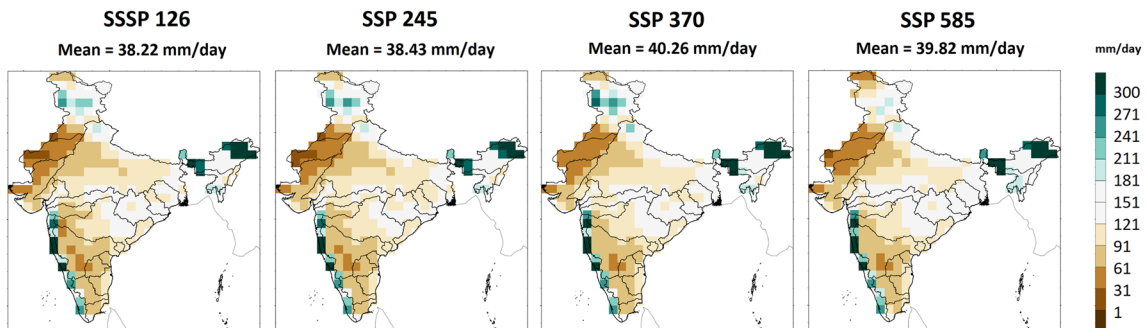 SSSP 126
Mean = 38.22 mm/day
SSP 245
Mean = 38.43 mm/day
SSP 370
Mean = 40.26 mm/day
SSP 585
Mean = 39.82 mm/day
mm/day
300
271
241
211
181
151
121
91
61
31
1